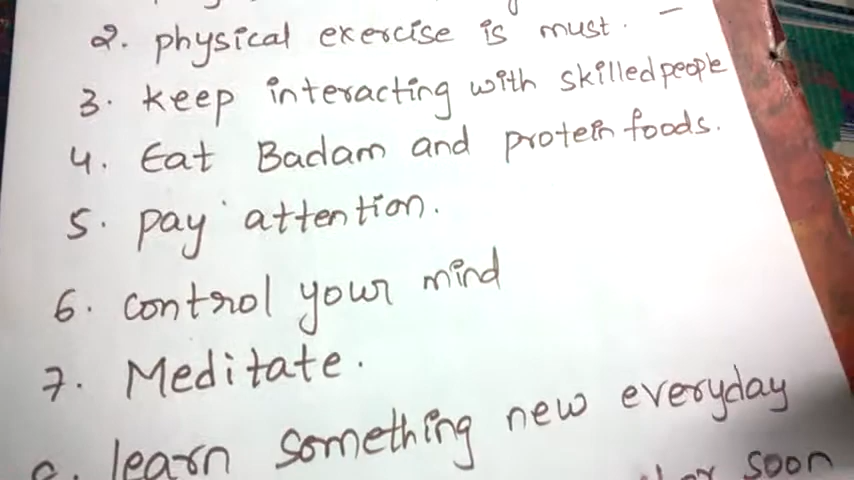 2. physical exercise is must.
3. keep interacting with skilled people
4. Eat Badam and protein foods.
5. pay attention.
6. control your mind
7. Meditate.
learn something new everyday
soon